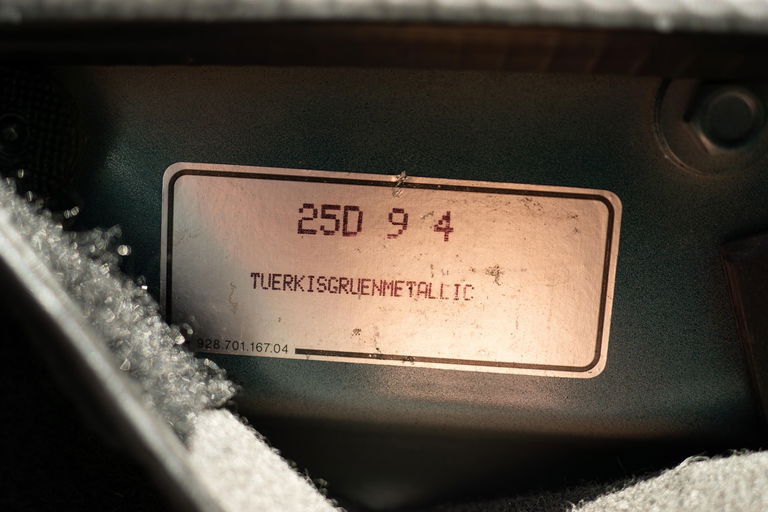 25D 9 4
TUERKISGRUENMETALLIC
928.701.167.04